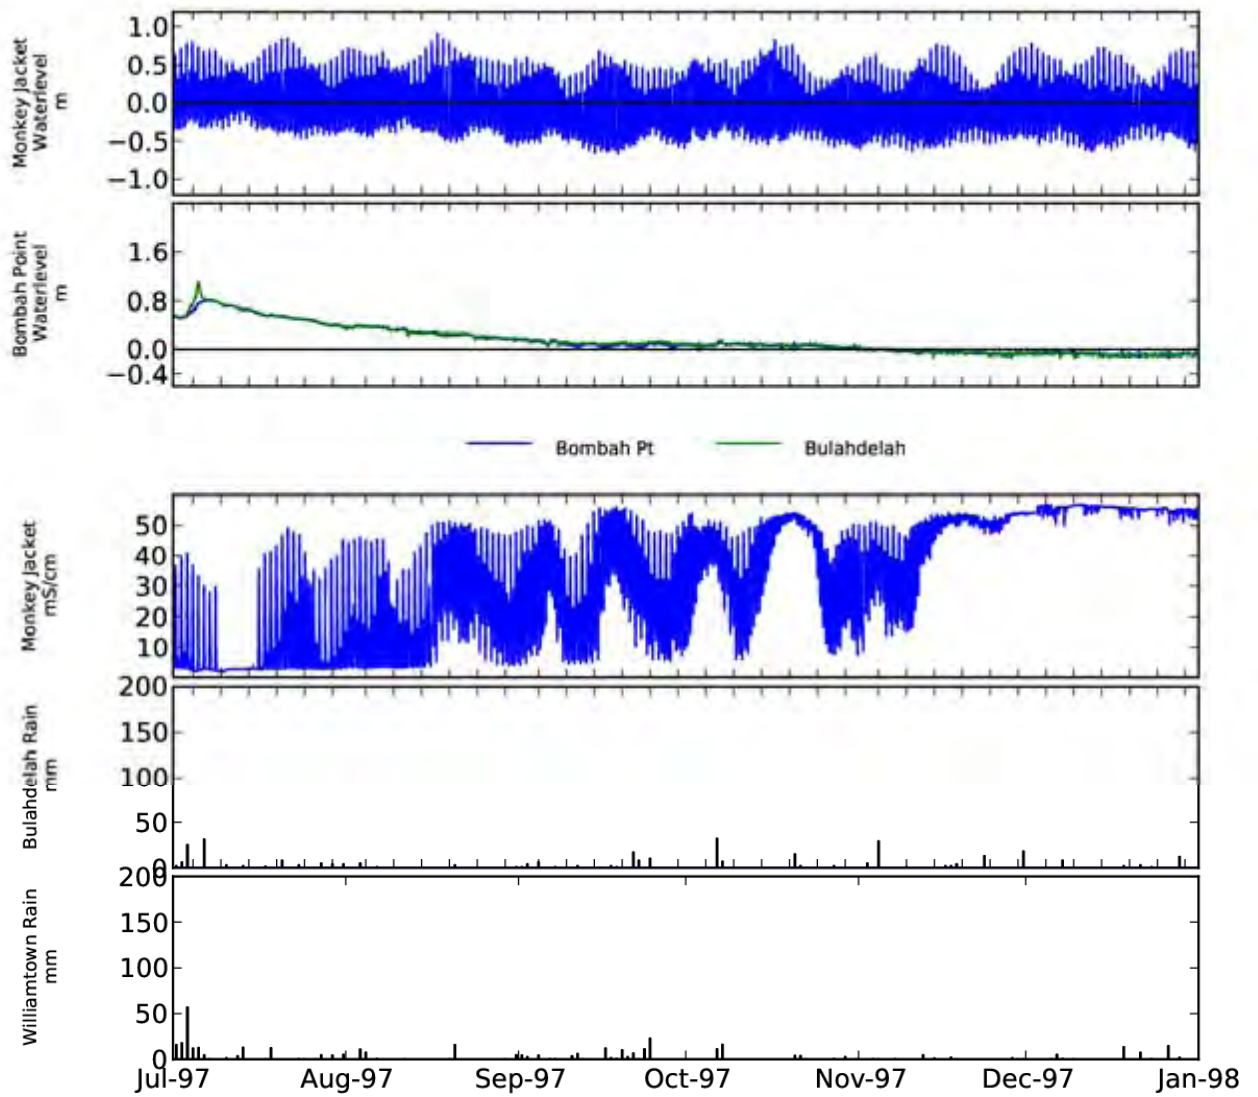 Monkey Jacket
Waterlevel
m
1.0
0.5
0.0
−0.5
−1.0
Bombah Point
Waterlevel
m
1.6
0.8
0.0
−0.4
Bombah Pt
Bulahdelah
Monkey Jacket
mS/cm
50
40
30
20
10
Bulahdelah Rain
mm
200
150
100
50
0
Williamtown Rain
mm
200
150
100
50
0
Jul-97 Aug-97 Sep-97 Oct-97 Nov-97 Dec-97 Jan-98